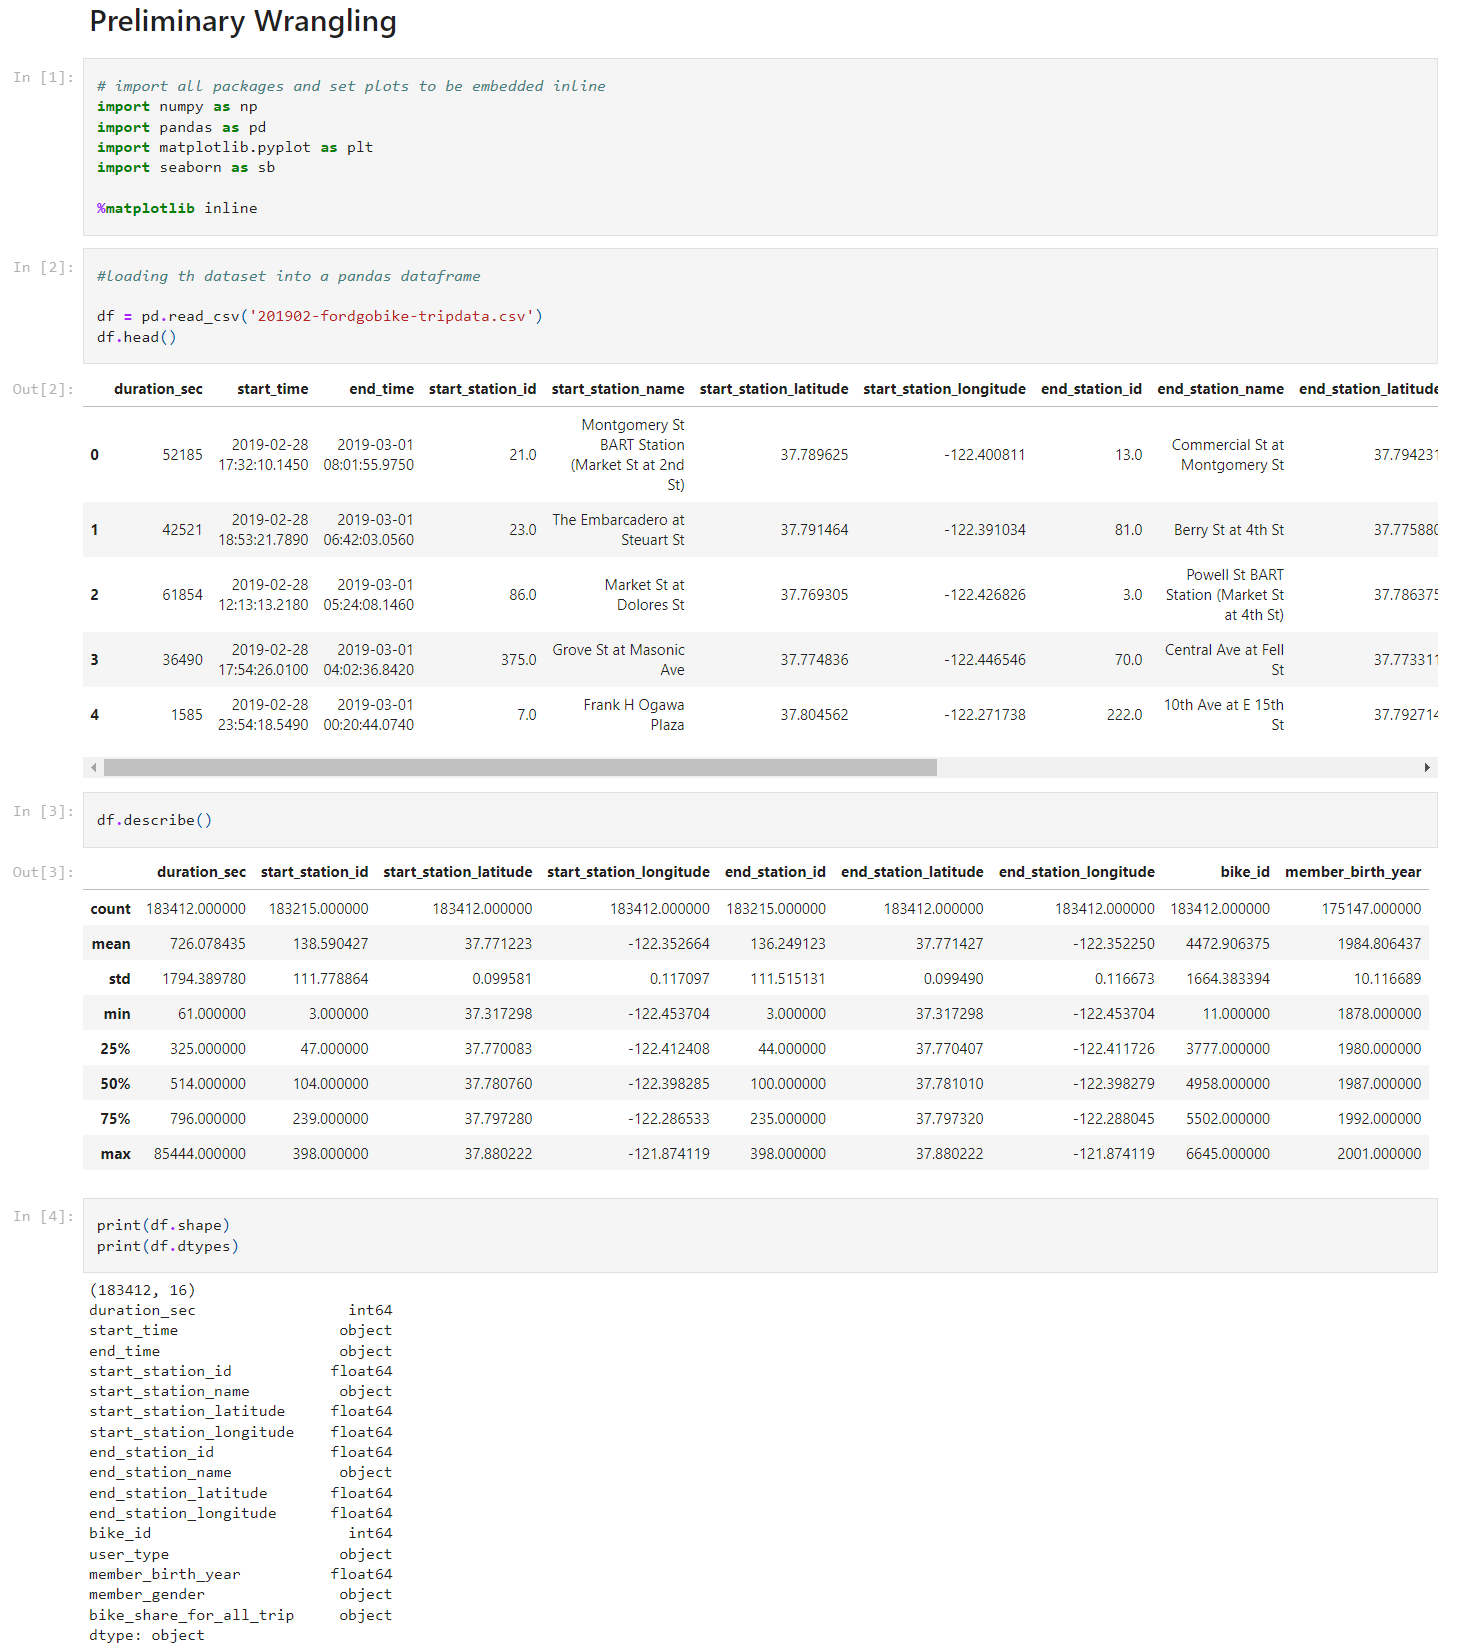 Preliminary Wrangling
In [1]:
# import all packages and set plots to be embedded inline
import numpy as np
import pandas as pd
import matplotlib.pyplot as plt
import seaborn as sb
%matplotlib inline
In [2]:
#loading th dataset into a pandas dataframe
df = pd.read_csv('201902-fordgobike-tripdata.csv')
df.head()
Out[2]:
duration_sec start_time end_time start_station_id start_station_name start_station_latitude start_station_longitude end_station_id end_station_name end_station_latitude
0 52185 2019-02-28 17:32:10.1450 2019-03-01 08:01:55.9750 21.0 Montgomery St BART Station (Market St at 2nd St) 37.789625 -122.400811 13.0 Commercial St at Montgomery St 37.794231
1 42521 2019-02-28 18:53:21.7890 2019-03-01 06:42:03.0560 23.0 The Embarcadero at Steuart St 37.791464 -122.391034 81.0 Berry St at 4th St 37.775880
2 61854 2019-02-28 12:13:13.2180 2019-03-01 05:24:08.1460 86.0 Market St at Dolores St 37.769305 -122.426826 3.0 Powell St BART Station (Market St at 4th St) 37.786375
3 36490 2019-02-28 17:54:26.0100 2019-03-01 04:02:36.8420 375.0 Grove St at Masonic Ave 37.774836 -122.446546 70.0 Central Ave at Fell St 37.773311
4 1585 2019-02-28 23:54:18.5490 2019-03-01 00:20:44.0740 7.0 Frank H Ogawa Plaza 37.804562 -122.271738 222.0 10th Ave at E 15th St 37.792714
In [3]:
df.describe()
Out[3]:
duration_sec start_station_id start_station_latitude start_station_longitude end_station_id end_station_latitude end_station_longitude bike_id member_birth_year
count 183412.000000 183215.000000 183412.000000 183412.000000 183215.000000 183412.000000 183412.000000 183412.000000 175147.000000
mean 726.078435 138.590427 37.771223 -122.352664 136.249123 37.771427 -122.352250 4472.906375 1984.806437
std 1794.389780 111.778864 0.099581 0.117097 111.515131 0.099490 0.116673 1664.383394 10.116689
min 61.000000 3.000000 37.317298 -122.453704 3.000000 37.317298 -122.453704 11.000000 1878.000000
25% 325.000000 47.000000 37.770083 -122.412408 44.000000 37.770407 -122.411726 3777.000000 1980.000000
50% 514.000000 104.000000 37.780760 -122.398285 100.000000 37.781010 -122.398279 4958.000000 1987.000000
75% 796.000000 239.000000 37.797280 -122.286533 235.000000 37.797320 -122.288045 5502.000000 1992.000000
max 85444.000000 398.000000 37.880222 -121.874119 398.000000 37.880222 -121.874119 6645.000000 2001.000000
In [4]:
print(df.shape)
print(df.dtypes)
(183412, 16)
duration_sec int64
start_time object
end_time object
start_station_id float64
start_station_name object
start_station_latitude float64
start_station_longitude float64
end_station_id float64
end_station_name object
end_station_latitude float64
end_station_longitude float64
bike_id int64
user_type object
member_birth_year float64
member_gender object
bike_share_for_all_trip object
dtype: object